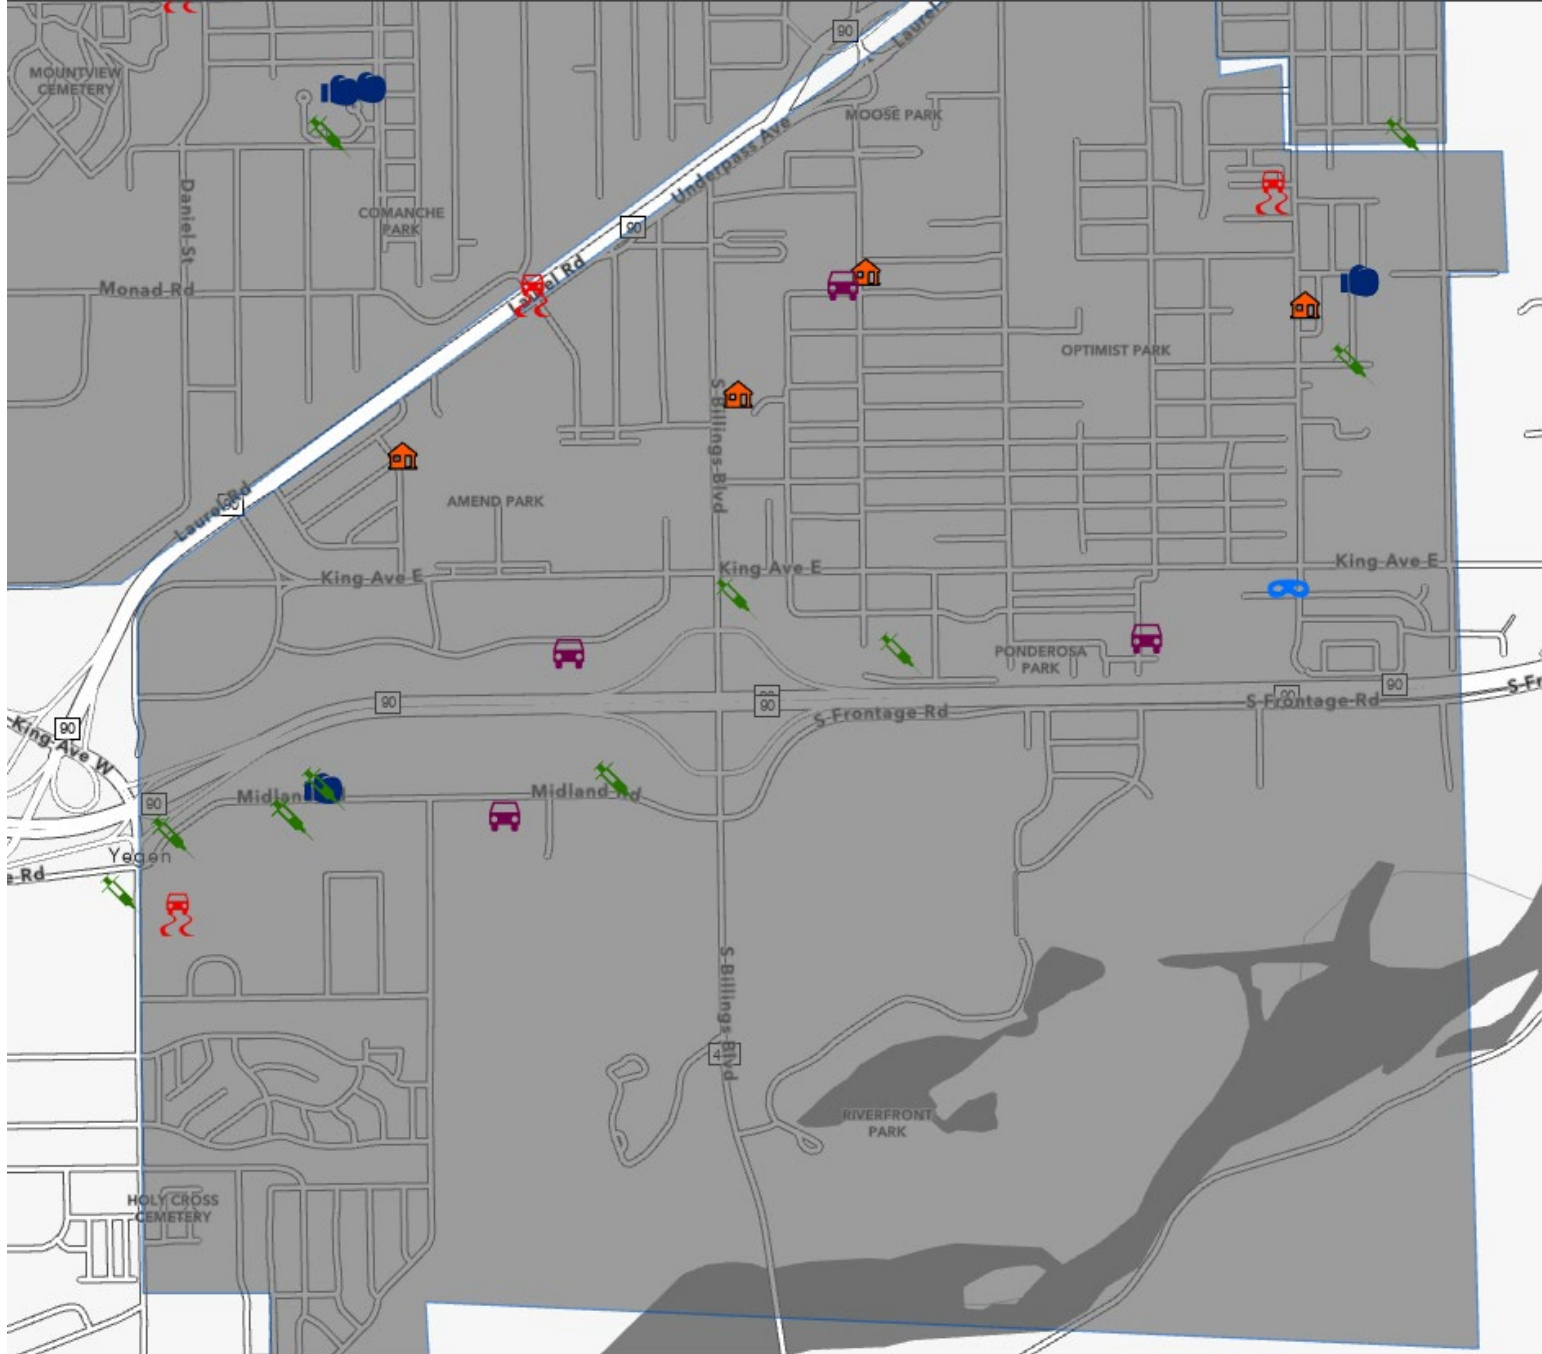 90
Laurel
MOUNTVIEW
CEMETERY
MOOSE PARK
Underpass Ave
Daniel St
COMANCHE
PARK
90
Laurel Rd
Monad Rd
OPTIMIST PARK
S Billings Blvd
Laurel Rd
AMEND PARK
King Ave E
King Ave E
King Ave E
PONDEROSA
PARK
90
90
90
90
S Frontage Rd
S Frontage Rd
S Fr
90
King Ave W
90
Midland Rd
Yegen
e Rd
S Billings Blvd
RIVERFRONT
PARK
HOLY CROSS
CEMETERY